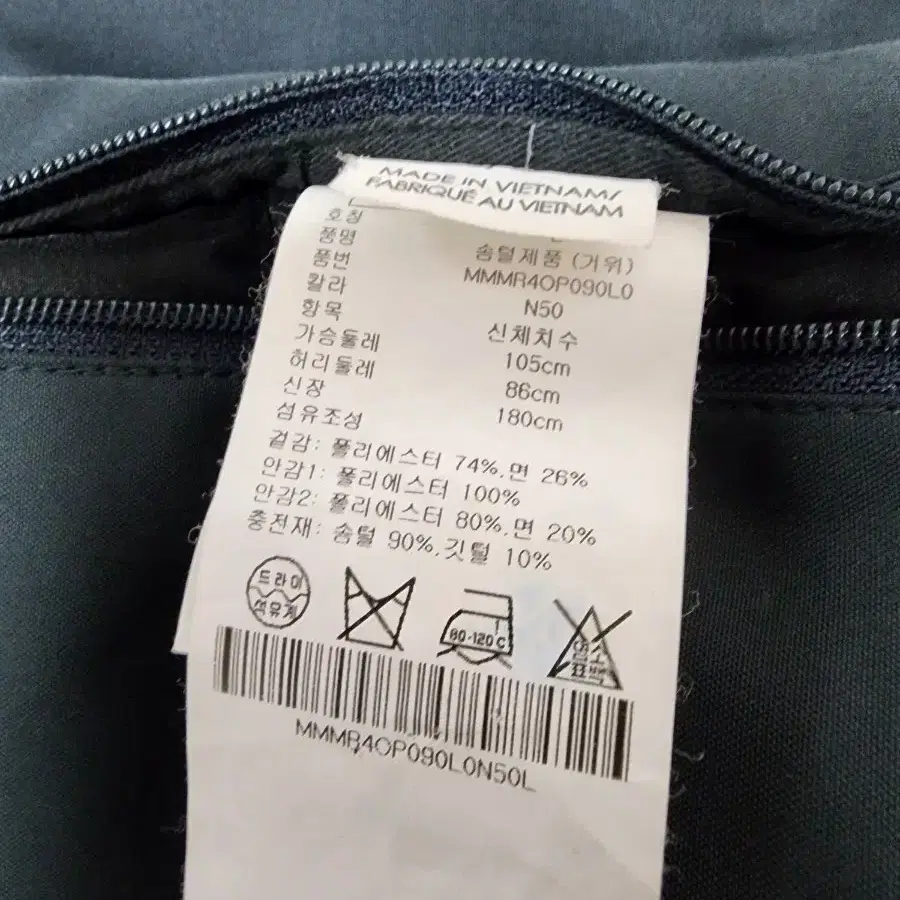 MADE IN VIETNAM/
FABRIQUÉ AU VIETNAM
호칭
품명 솜털제품 (거위)
품번 MMMR4OP090L0
칼라 N50
항목 신체치수
가슴둘레 105cm
허리둘레 86cm
신장 180cm
섬유조성
겉감: 폴리에스터 74%,면 26%
안감1: 폴리에스터 100%
안감2: 폴리에스터 80%,면 20%
충전재: 솜털 90%,깃털 10%
드라이
석유계
80-120℃
염소
표백
MMMR4OP090L0N50L